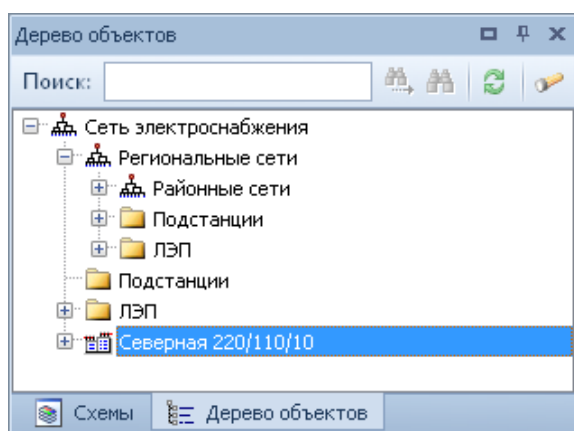 Дерево объектов
Поиск:
Сеть электроснабжения
Региональные сети
Районные сети
Подстанции
ЛЭП
Подстанции
ЛЭП
Северная 220/110/10
Схемы Дерево объектов